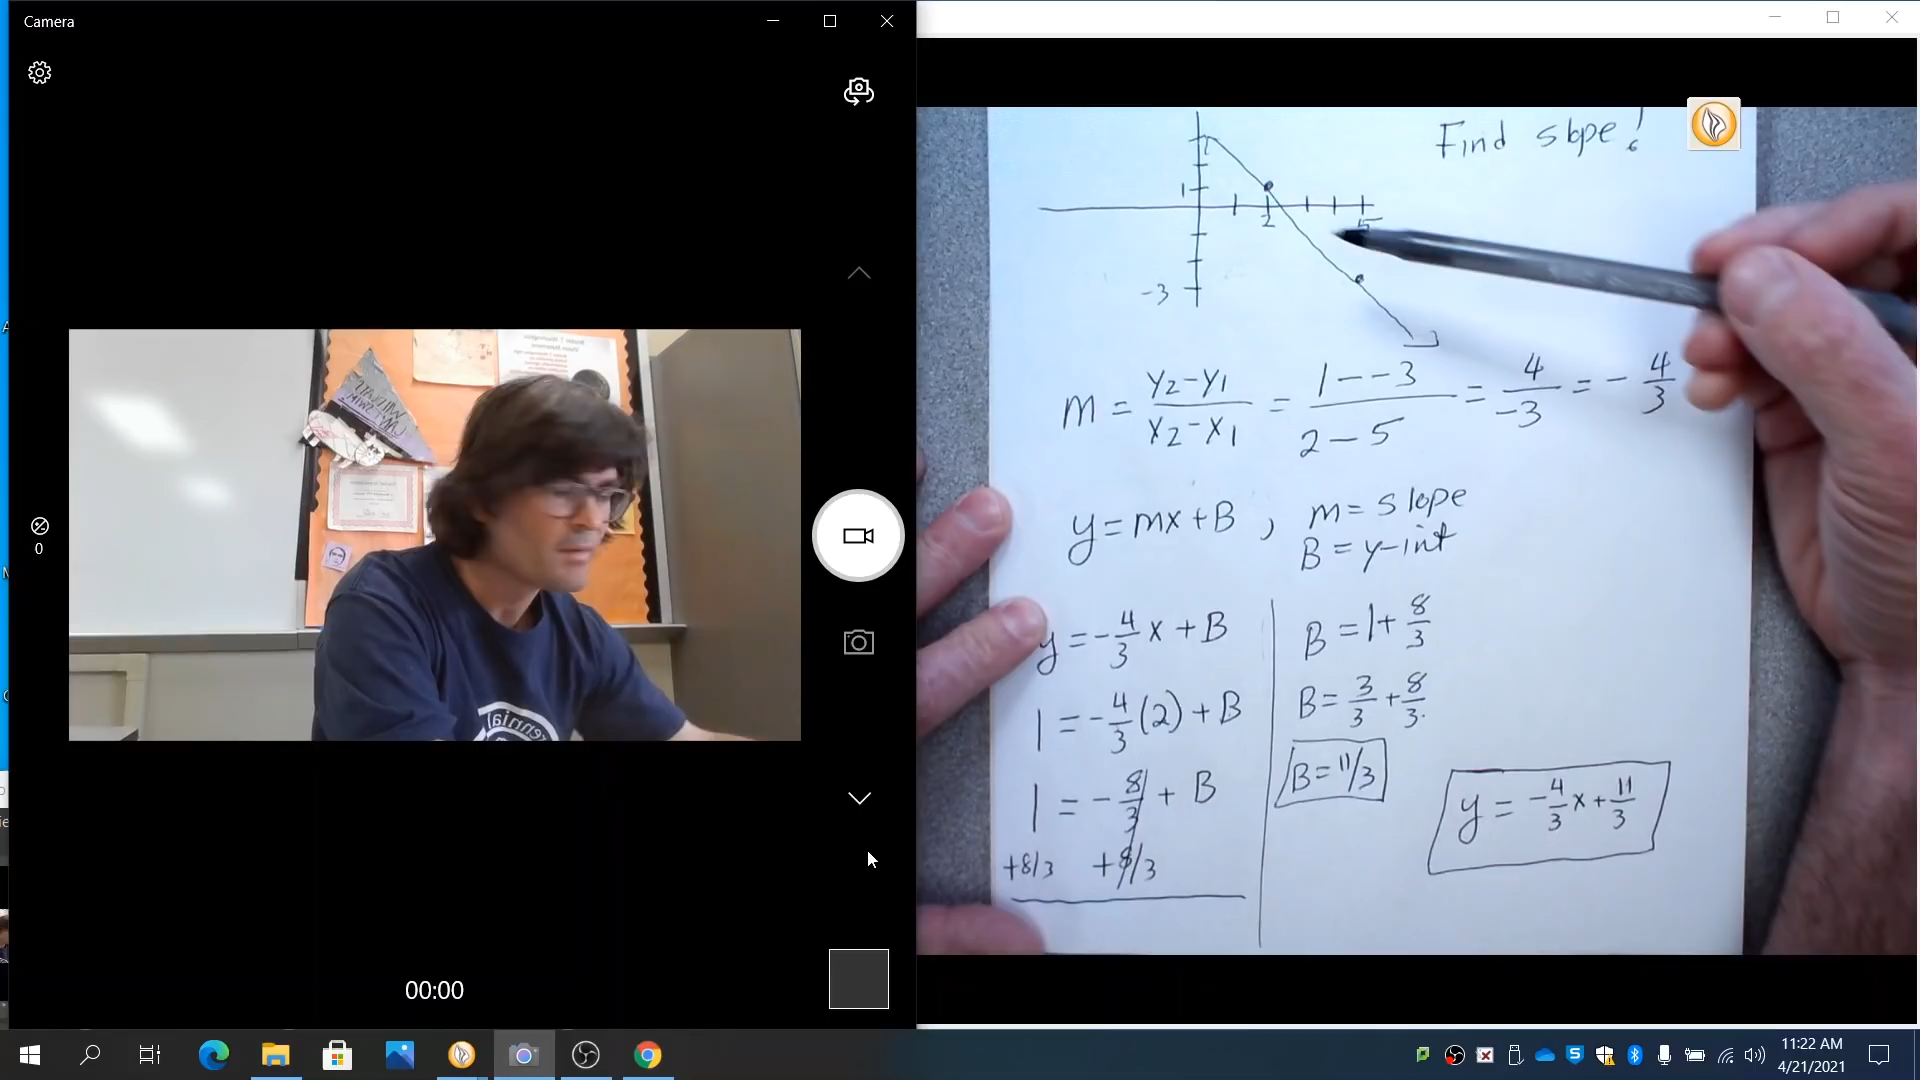 Camera
0
00:00
Find slope!
1
2
5
-3
m = y2-y1 / x2-x1 = 1--3 / 2-5 = 4/-3 = -4/3
y = mx+B , m = slope
B = y-int
y = -4/3 x + B
1 = -4/3 (2) + B
1 = -8/3 + B
+8/3 +8/3
B = 1+ 8/3
B = 3/3 + 8/3
B = 11/3
y = -4/3 x + 11/3
11:22 AM
4/21/2021